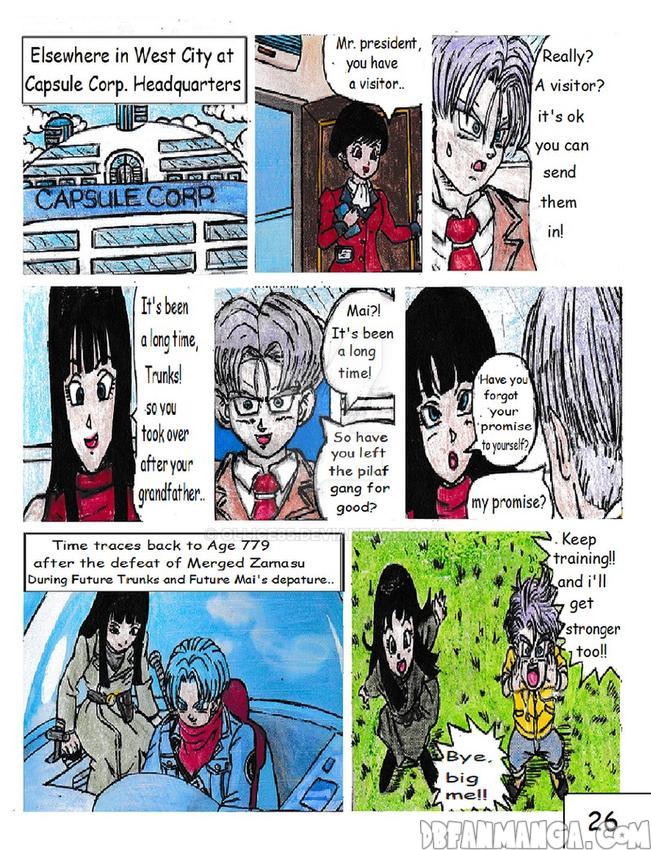 Elsewhere in West City at
Capsule Corp. Headquarters
CAPSULE CORP.
Mr. president,
you have
a visitor..
Really?
A visitor?
it's ok
you can
send
them
in!
It's been
a long time,
Trunks!
so you
took over
after your
grandfather..
Mai?!
It's been
a long
time!
So have
you left
the pilaf
gang for
good?
Have you
forgot
your
promise
to yourself?
my promise?
Time traces back to Age 779
after the defeat of Merged Zamasu
During Future Trunks and Future Mai's depature..
Keep
training!!
and i'll
get
stronger
too!!
Bye,
big
me!!
26
DBFANMANGA.COM